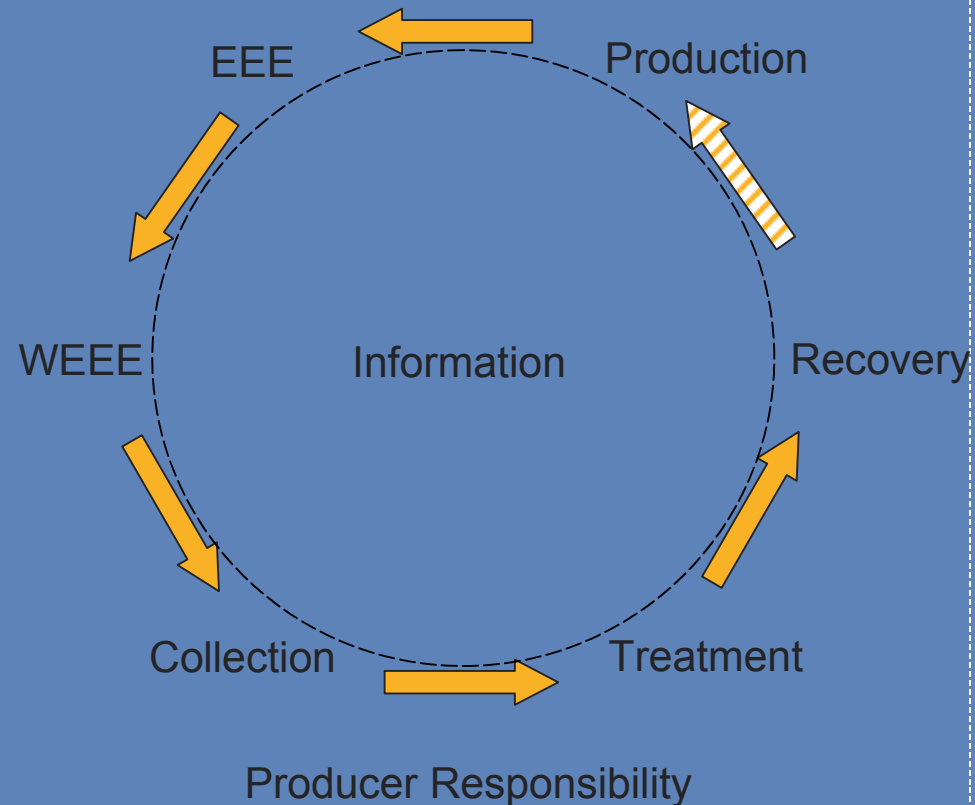 EEE
Production
WEEE
Information
Recovery
Collection
Treatment
Producer Responsibility